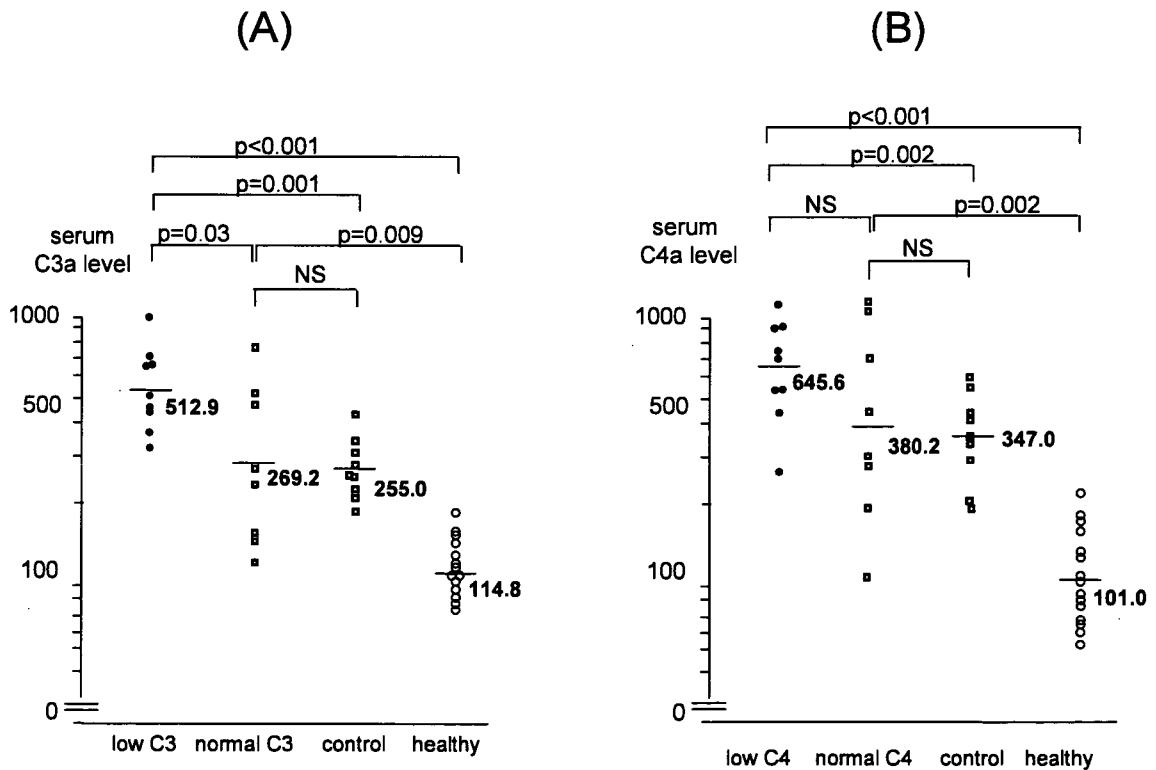 (A)
p<0.001
p=0.001
p=0.03
p=0.009
NS
serum
C3a level
1000
500
100
0
512.9
269.2
255.0
114.8
low C3 normal C3 control healthy
(B)
p<0.001
p=0.002
NS
p=0.002
NS
serum
C4a level
1000
500
100
0
645.6
380.2
347.0
101.0
low C4 normal C4 control healthy